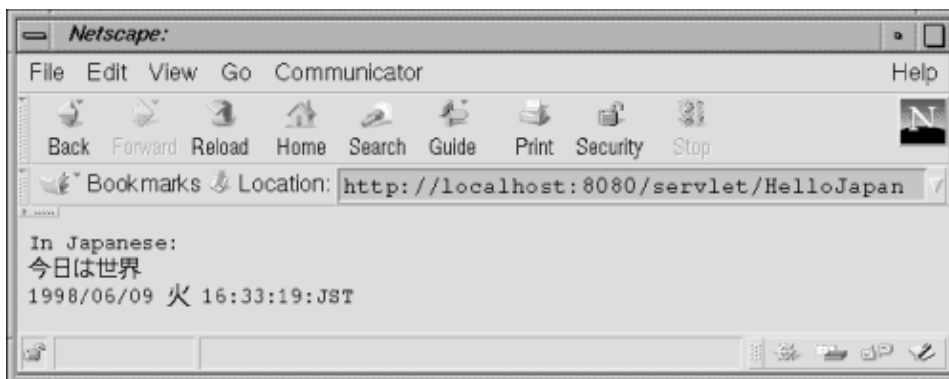 Netscape:
File Edit View Go Communicator Help
Back Forward Reload Home Search Guide Print Security Stop
N
Bookmarks Location: http://localhost:8080/servlet/HelloJapan
In Japanese:
今日は世界
1998/06/09 火 16:33:19:JST